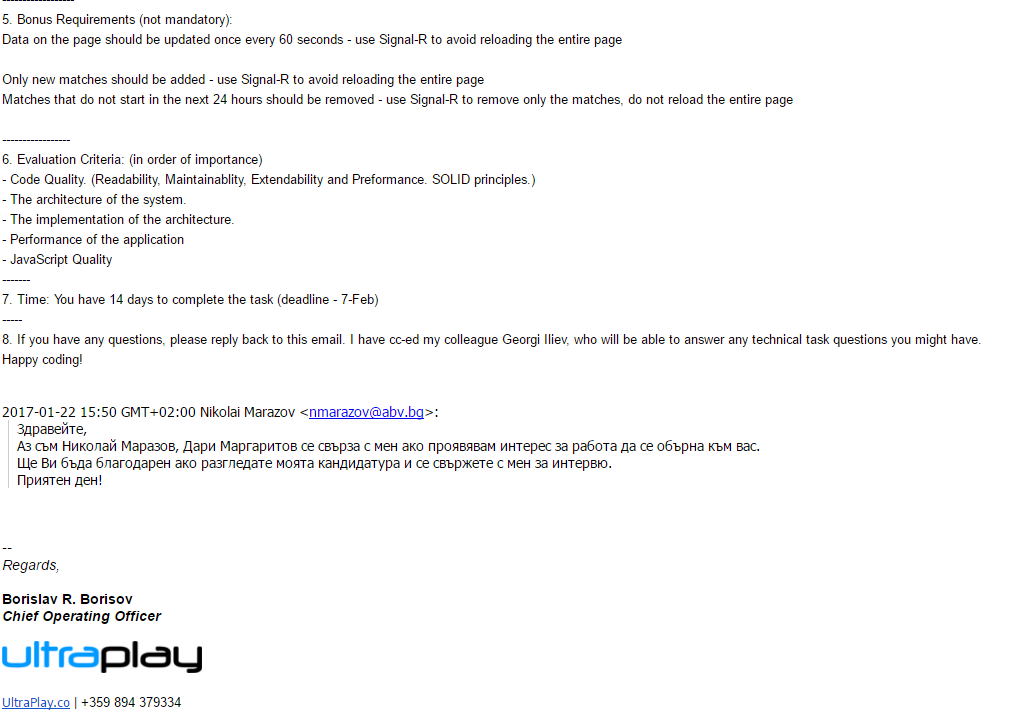 ------------------
5. Bonus Requirements (not mandatory):
Data on the page should be updated once every 60 seconds - use Signal-R to avoid reloading the entire page
Only new matches should be added - use Signal-R to avoid reloading the entire page
Matches that do not start in the next 24 hours should be removed - use Signal-R to remove only the matches, do not reload the entire page
-----------------
6. Evaluation Criteria: (in order of importance)
- Code Quality. (Readability, Maintainablity, Extendability and Preformance. SOLID principles.)
- The architecture of the system.
- The implementation of the architecture.
- Performance of the application
- JavaScript Quality
-------
7. Time: You have 14 days to complete the task (deadline - 7-Feb)
-----
8. If you have any questions, please reply back to this email. I have cc-ed my colleague Georgi Iliev, who will be able to answer any technical task questions you might have.
Happy coding!
2017-01-22 15:50 GMT+02:00 Nikolai Marazov <nmarazov@abv.bg>:
Здравейте,
Аз съм Николай Маразов, Дари Маргаритов се свърза с мен ако проявявам интерес за работа да се обърна към вас.
Ще Ви бъда благодарен ако разгледате моята кандидатура и се свържете с мен за интервю.
Приятен ден!
--
Regards,
Borislav R. Borisov
Chief Operating Officer
ultraplay
UltraPlay.co | +359 894 379334